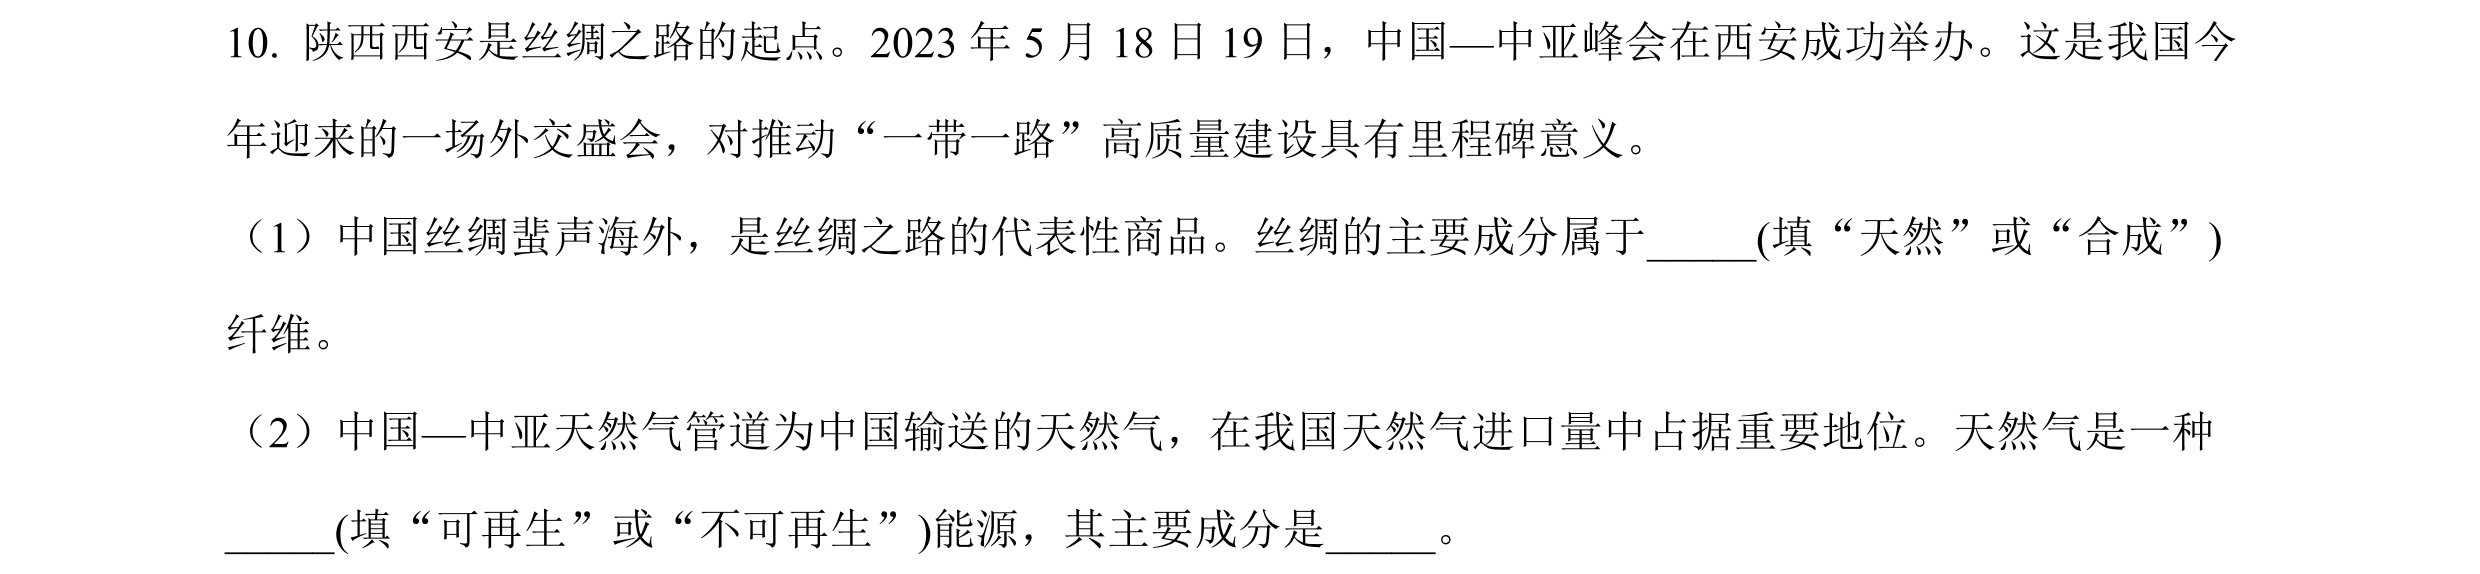 10. 陕西西安是丝绸之路的起点。2023 年 5 月 18 日 19 日，中国—中亚峰会在西安成功举办。这是我国今
年迎来的一场外交盛会，对推动“一带一路”高质量建设具有里程碑意义。
（1）中国丝绸蜚声海外，是丝绸之路的代表性商品。丝绸的主要成分属于_____(填“天然”或“合成”)
纤维。
（2）中国—中亚天然气管道为中国输送的天然气，在我国天然气进口量中占据重要地位。天然气是一种
_____(填“可再生”或“不可再生”)能源，其主要成分是_____。